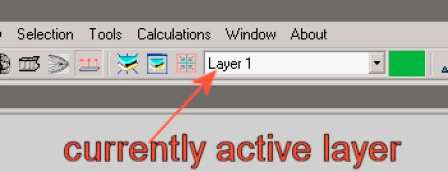 Selection Tools Calculations Window About
Layer 1
currently active layer